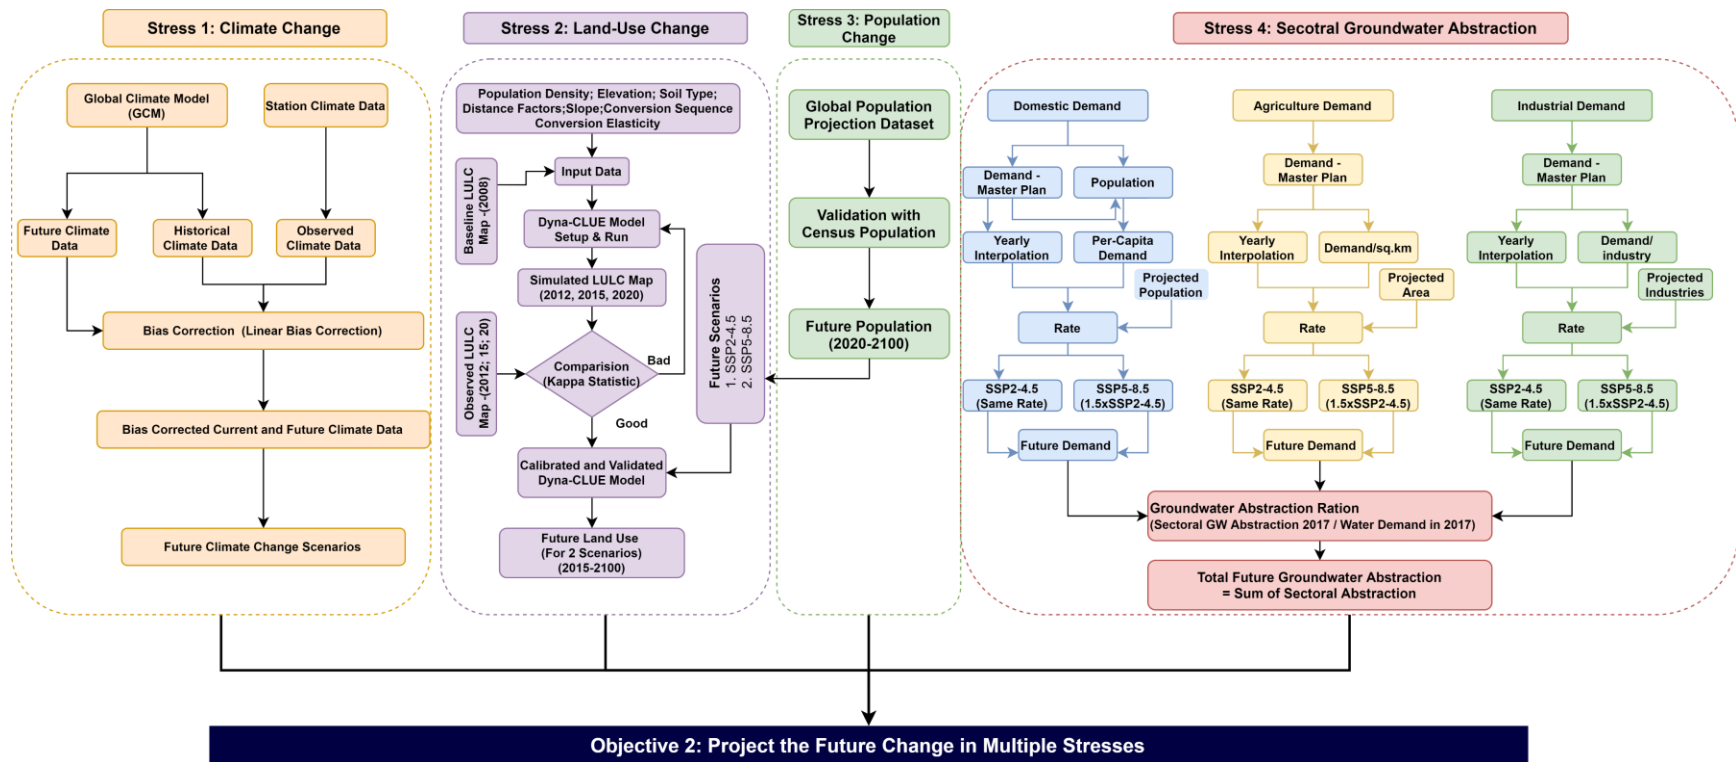 Stress 1: Climate Change
Global Climate Model
(GCM)
Station Climate Data
Future Climate
Data
Historical
Climate Data
Observed
Climate Data
Bias Correction (Linear Bias Correction)
Bias Corrected Current and Future Climate Data
Future Climate Change Scenarios
Stress 2: Land-Use Change
Population Density; Elevation; Soil Type;
Distance Factors;Slope;Conversion Sequence
Conversion Elasticity
Baseline LULC
Map -(2008)
Input Data
Dyna-CLUE Model
Setup & Run
Simulated LULC Map
(2012, 2015, 2020)
Observed LULC
Map -(2012; 15; 20)
Comparision
(Kappa Statistic)
Bad
Good
Future Scenarios
1. SSP2-4.5
2. SSP5-8.5
Calibrated and Validated
Dyna-CLUE Model
Future Land Use
(For 2 Scenarios)
(2015-2100)
Stress 3: Population
Change
Global Population
Projection Dataset
Validation with
Census Population
Future Population
(2020-2100)
Stress 4: Secotral Groundwater Abstraction
Domestic Demand
Demand -
Master Plan
Population
Yearly
Interpolation
Per-Capita
Demand
Projected
Population
Rate
SSP2-4.5
(Same Rate)
SSP5-8.5
(1.5xSSP2-4.5)
Future Demand
Agriculture Demand
Demand -
Master Plan
Yearly
Interpolation
Demand/sq.km
Projected
Area
Rate
SSP2-4.5
(Same Rate)
SSP5-8.5
(1.5xSSP2-4.5)
Future Demand
Industrial Demand
Demand -
Master Plan
Yearly
Interpolation
Demand/
industry
Projected
Industries
Rate
SSP2-4.5
(Same Rate)
SSP5-8.5
(1.5xSSP2-4.5)
Future Demand
Groundwater Abstraction Ration
(Sectoral GW Abstraction 2017 / Water Demand in 2017)
Total Future Groundwater Abstraction
= Sum of Sectoral Abstraction
Objective 2: Project the Future Change in Multiple Stresses